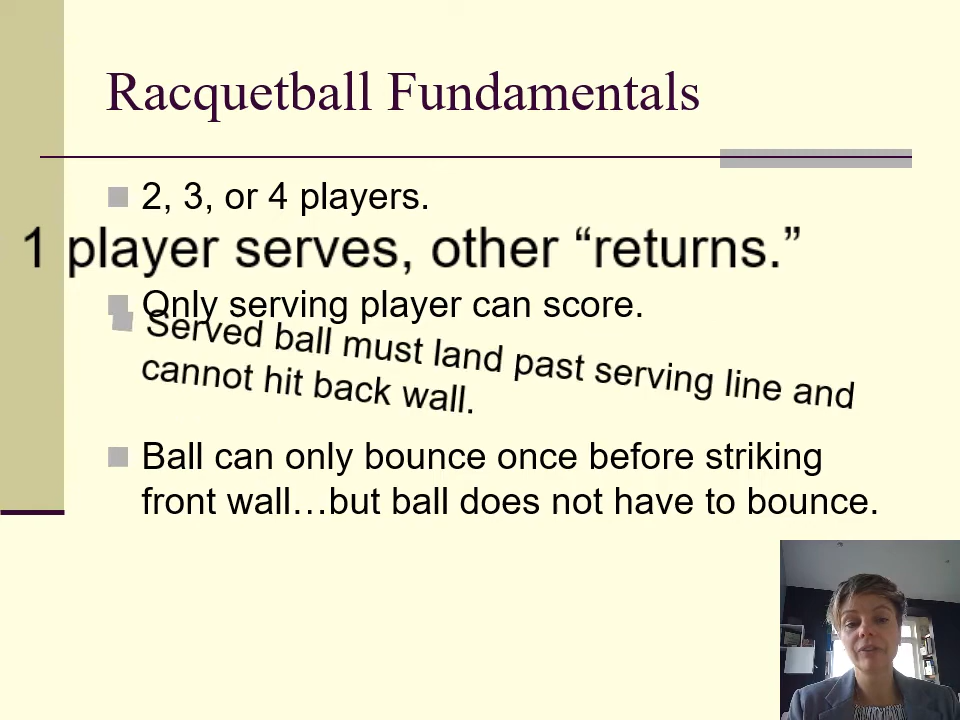 Racquetball Fundamentals
2, 3, or 4 players.
1 player serves, other “returns.”
Only serving player can score.
Served ball must land past serving line and
cannot hit back wall.
Ball can only bounce once before striking
front wall…but ball does not have to bounce.